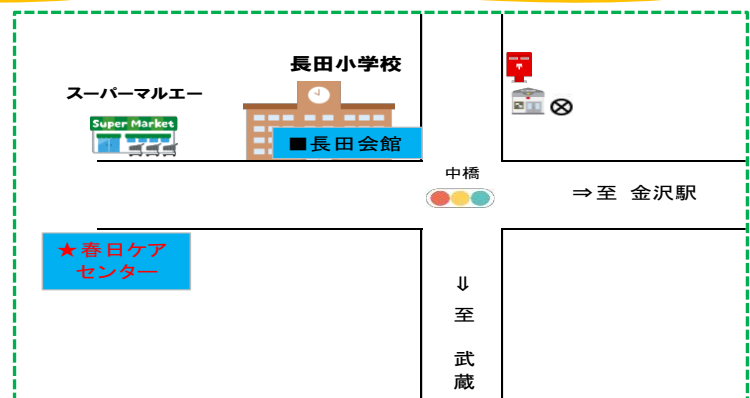 長田小学校
スーパーマルエー
Super Market
〒
■長田会館
中橋
⇒至 金沢駅
★春日ケア
センター
⇓
至
武
蔵